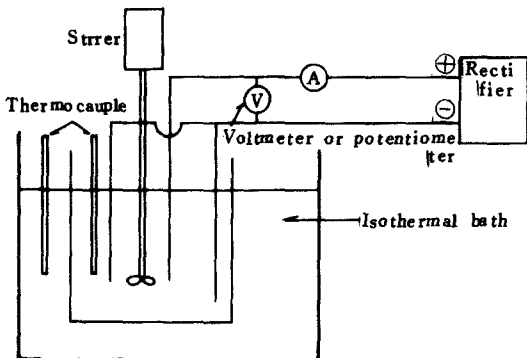 Strrer
⊕
Recti
fier
A
Thermocauple
V
⊖
Voltmeter or potentiome
ter
Isothermal bath